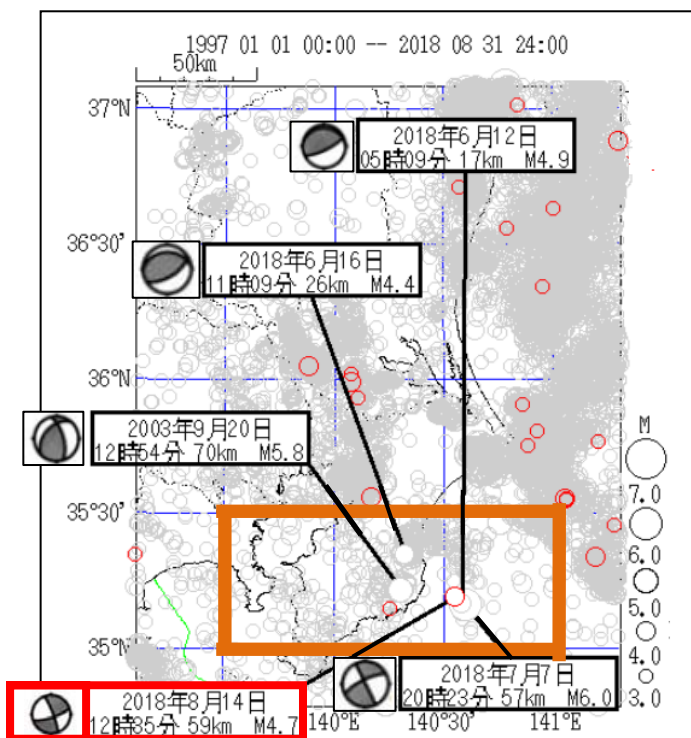 1997 01 01 00:00 -- 2018 08 31 24:00
50km
37°N
2018年6月12日
05時09分 17km M4.9
36°30'
2018年6月16日
11時09分 26km M4.4
36°N
2003年9月20日
12時54分 70km M5.8
M
7.0
35°30'
6.0
5.0
35°N
4.0
2018年7月7日
20時23分 57km M6.0
3.0
2018年8月14日
12時35分 59km M4.7
140°E
140°30'
141°E